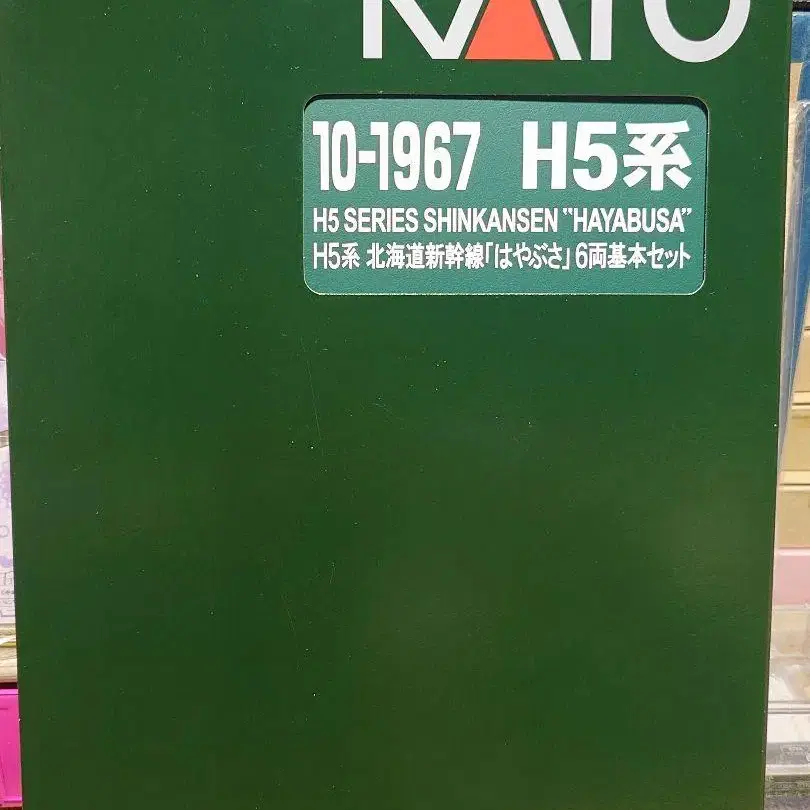 KATO
10-1967 H5系
H5 SERIES SHINKANSEN "HAYABUSA"
H5系 北海道新幹線「はやぶさ」6両基本セット